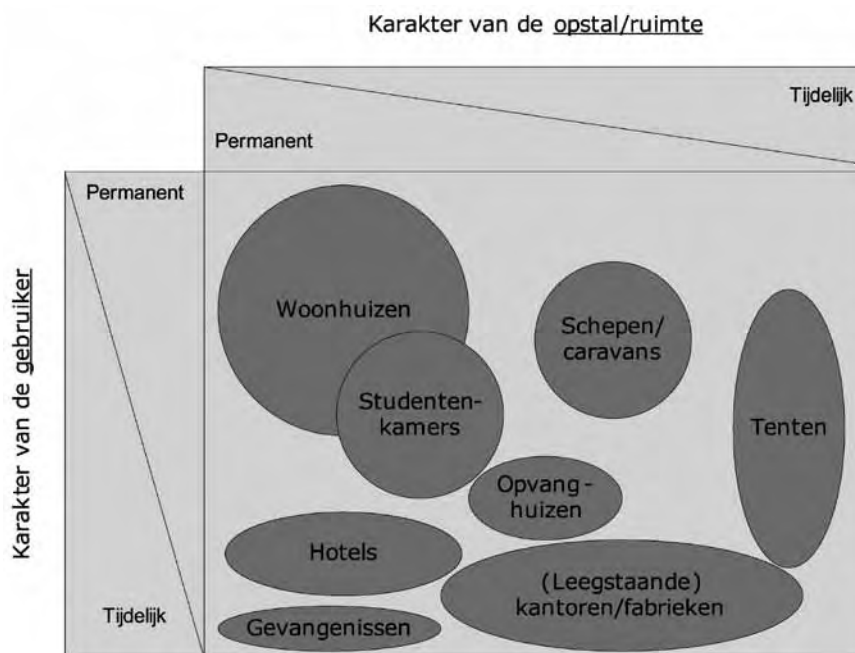 Karakter van de opstal/ruimte
Tijdelijk
Permanent
Permanent
Karakter van de gebruiker
Woonhuizen
Schepen/
caravans
Studenten-
kamers
Tenten
Opvang-
huizen
Hotels
(Leegstaande)
kantoren/fabrieken
Tijdelijk
Gevangenissen